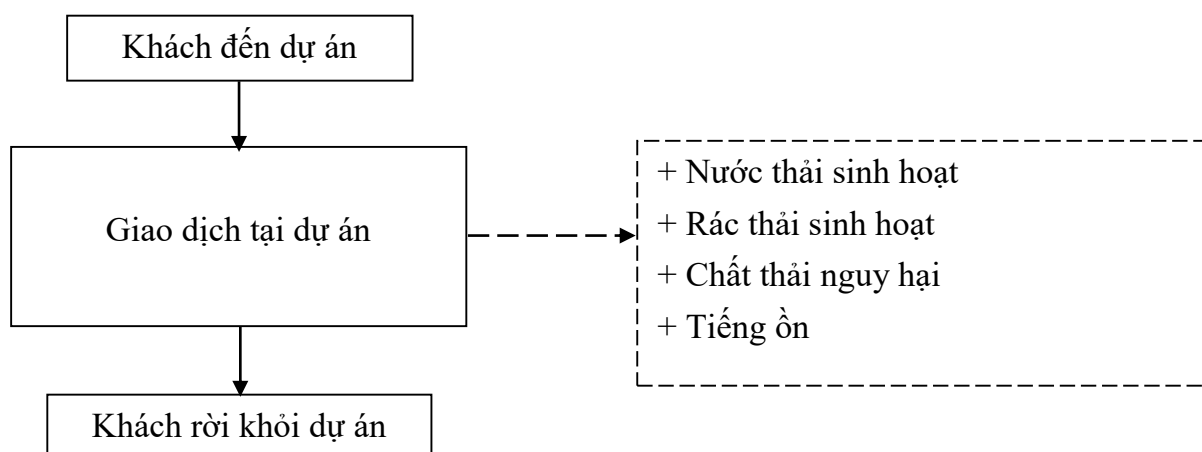 Khách đến dự án
Giao dịch tại dự án
+ Nước thải sinh hoạt
+ Rác thải sinh hoạt
+ Chất thải nguy hại
+ Tiếng ồn
Khách rời khỏi dự án